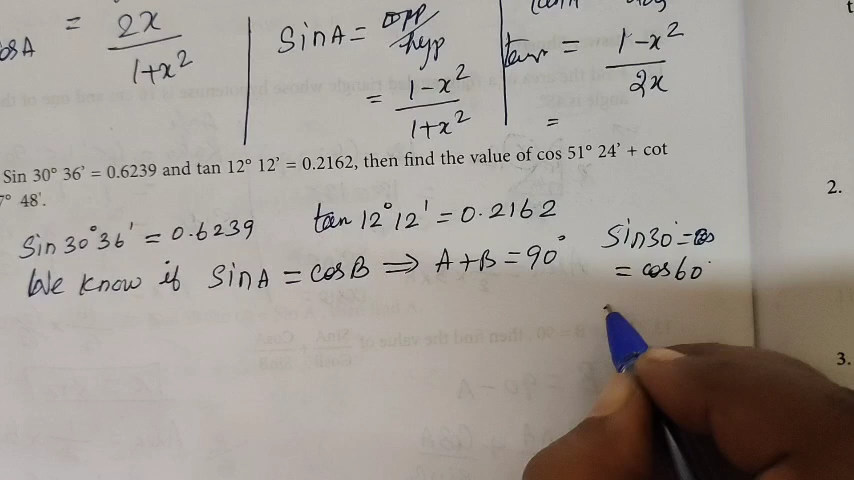 cosA = 2x / 1+x²
SinA = opp/hyp
= 1-x² / 1+x²
= 1-x² / 2x
=
Sin 30° 36' = 0.6239 and tan 12° 12' = 0.2162, then find the value of cos 51° 24' + cot
7° 48'.
2.
Sin 30° 36' = 0.6239 tan 12° 12' = 0.2162
We know if SinA = cosB ⇒ A+B = 90°
Sin30° =
= cos60°
3.